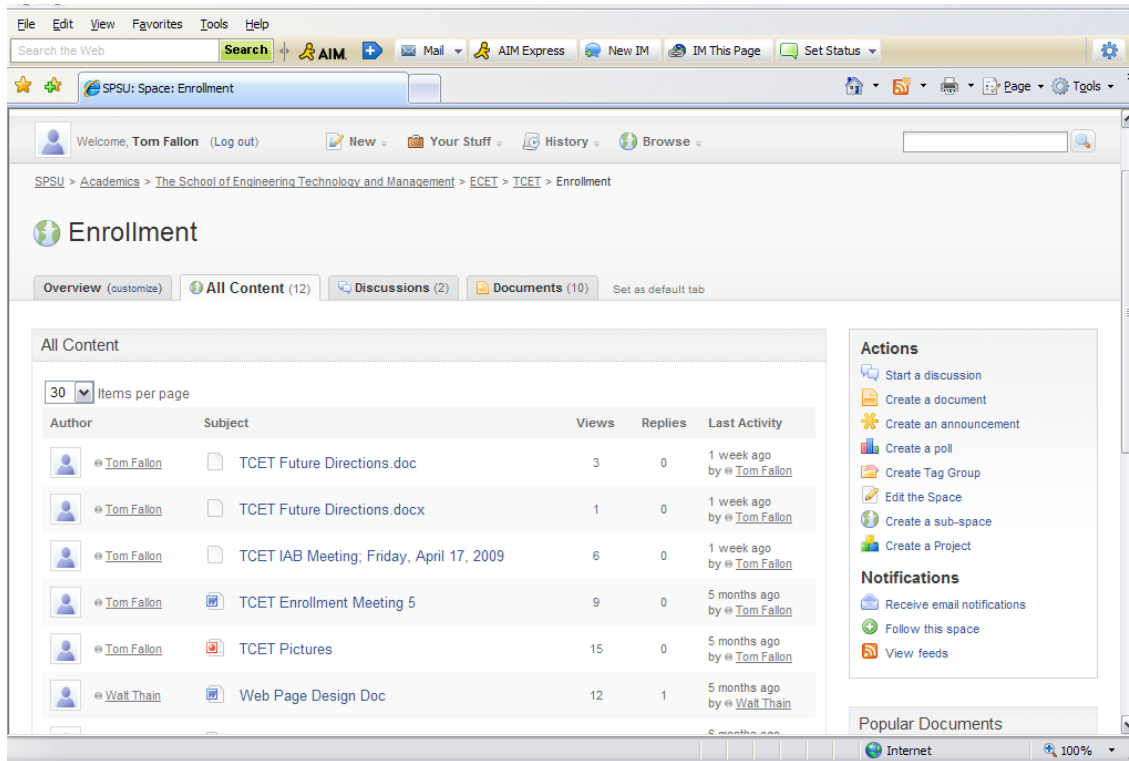 File Edit View Favorites Tools Help
Search the Web Search AIM. Mail AIM Express New IM IM This Page Set Status
SPSU: Space: Enrollment Page Tools
Welcome, Tom Fallon (Log out) New Your Stuff History Browse
SPSU > Academics > The School of Engineering Technology and Management > ECET > TCET > Enrollment
Enrollment
Overview (customize) All Content (12) Discussions (2) Documents (10) Set as default tab
All Content
30 Items per page
Author Subject Views Replies Last Activity
Tom Fallon TCET Future Directions.doc 3 0 1 week ago
by Tom Fallon
Tom Fallon TCET Future Directions.docx 1 0 1 week ago
by Tom Fallon
Tom Fallon TCET IAB Meeting; Friday, April 17, 2009 6 0 1 week ago
by Tom Fallon
Tom Fallon TCET Enrollment Meeting 5 9 0 5 months ago
by Tom Fallon
Tom Fallon TCET Pictures 15 0 5 months ago
by Tom Fallon
Walt Thain Web Page Design Doc 12 1 5 months ago
by Walt Thain
Actions
Start a discussion
Create a document
Create an announcement
Create a poll
Create Tag Group
Edit the Space
Create a sub-space
Create a Project
Notifications
Receive email notifications
Follow this space
View feeds
Popular Documents
Internet 100%